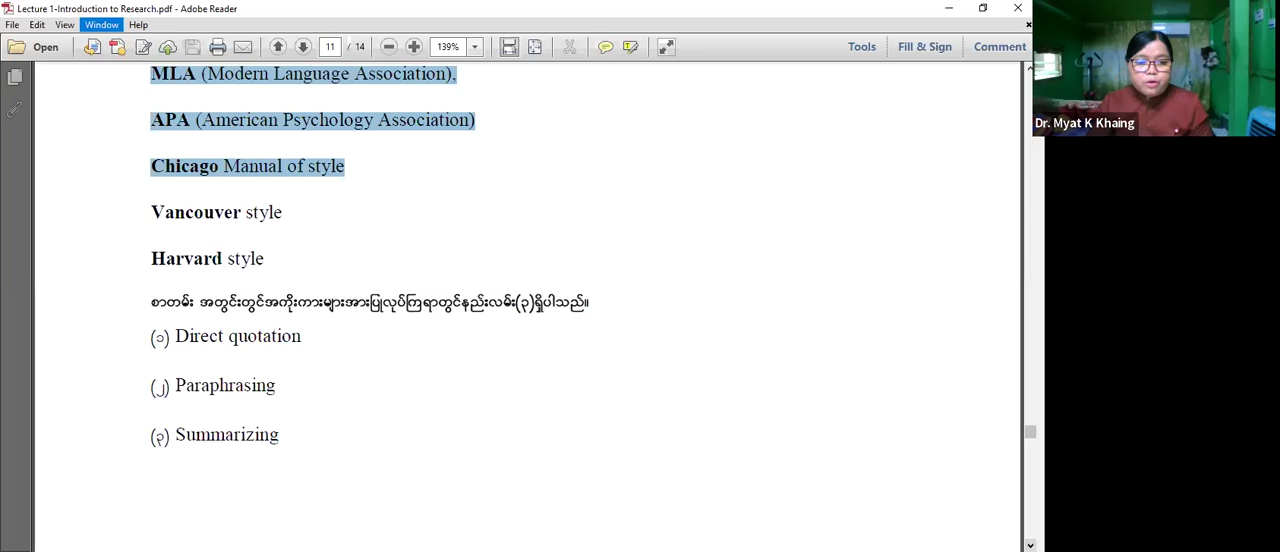 Lecture 1-Introduction to Research.pdf - Adobe Reader
File Edit View Window Help
Open 11 / 14 139% Tools Fill & Sign Comment
MLA (Modern Language Association),
APA (American Psychology Association)
Chicago Manual of style
Vancouver style
Harvard style
စာတမ်း အတွင်းတွင်အကိုးကားများအားပြုလုပ်ကြရာတွင်နည်းလမ်း(၃)ရှိပါသည်။
(၁) Direct quotation
(၂) Paraphrasing
(၃) Summarizing
Dr. Myat K Khaing